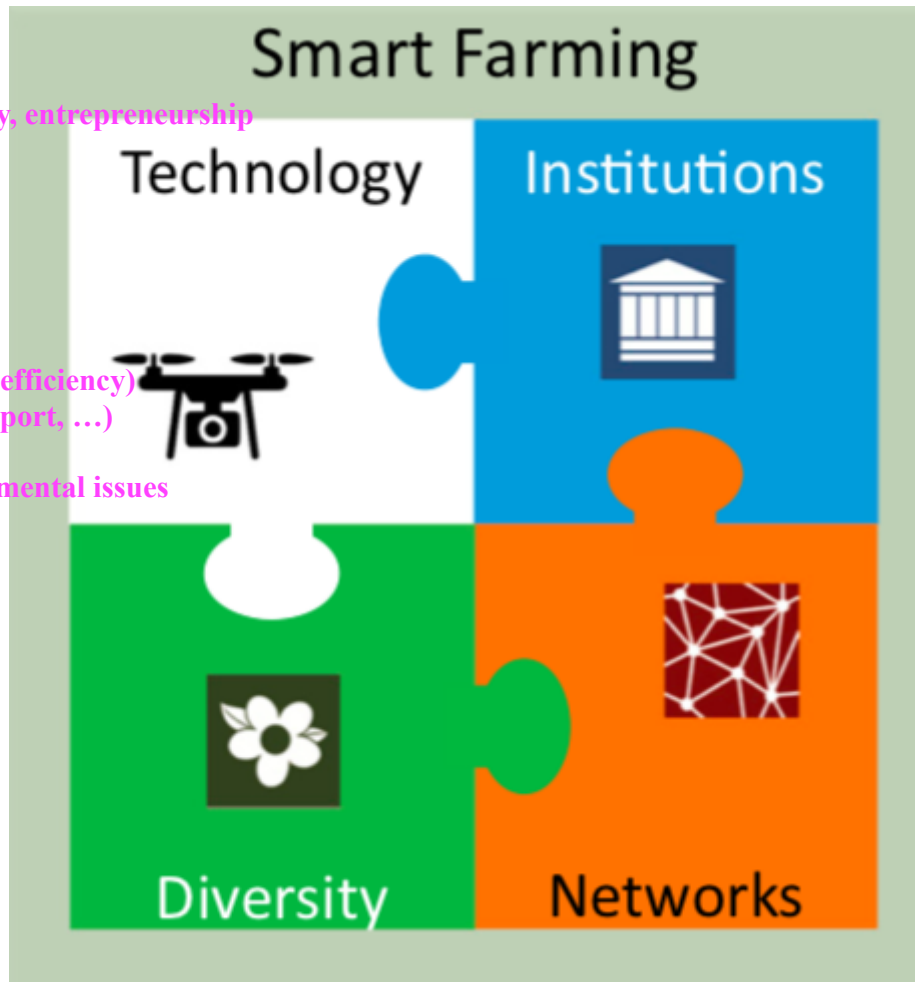 Smart Farming
, entrepreneurship
Technology
Institutions
efficiency)
port, …)
mental issues
Diversity
Networks